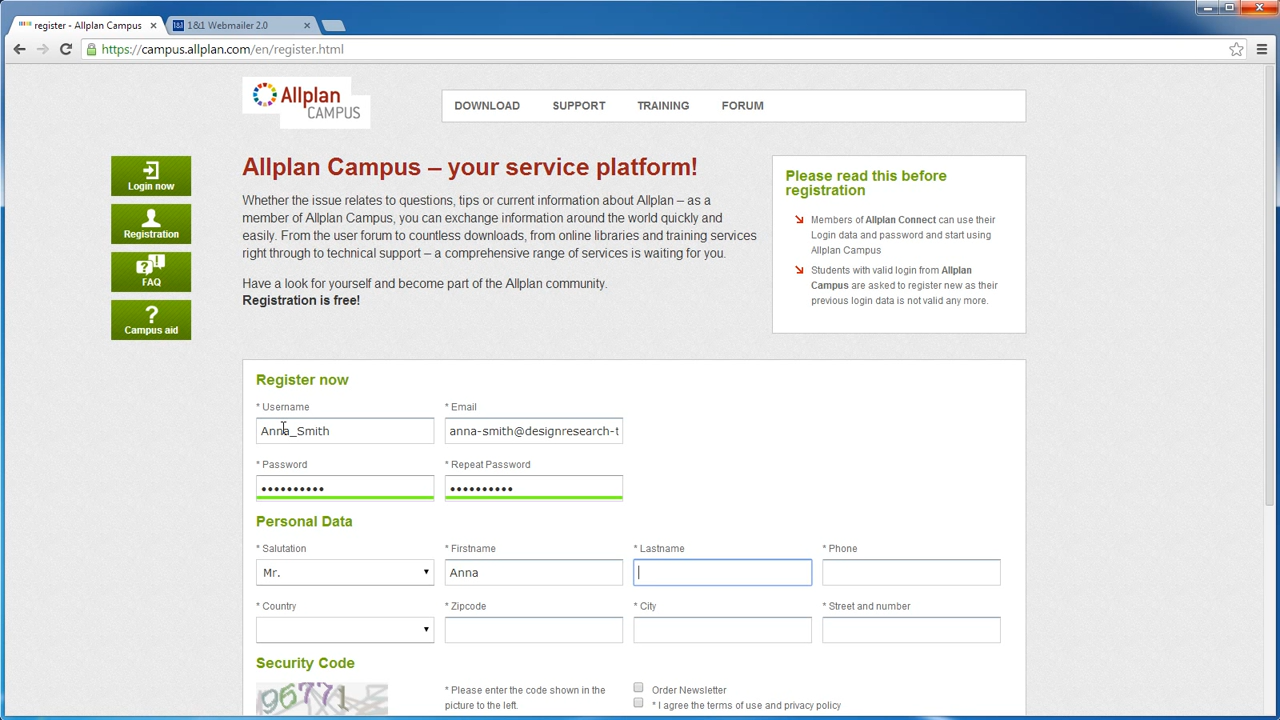 register - Allplan Campus
1&1 Webmailer 2.0
https://campus.allplan.com/en/register.html
Allplan
CAMPUS
DOWNLOAD SUPPORT TRAINING FORUM
Login now
Registration
FAQ
Campus aid
Allplan Campus – your service platform!
Whether the issue relates to questions, tips or current information about Allplan – as a
member of Allplan Campus, you can exchange information around the world quickly and
easily. From the user forum to countless downloads, from online libraries and training services
right through to technical support – a comprehensive range of services is waiting for you.
Have a look for yourself and become part of the Allplan community.
Registration is free!
Please read this before
registration
Members of Allplan Connect can use their
Login data and password and start using
Allplan Campus
Students with valid login from Allplan
Campus are asked to register new as their
previous login data is not valid any more.
Register now
* Username * Email
Anna_Smith anna-smith@designresearch-t
* Password * Repeat Password
•••••••••• ••••••••••
Personal Data
* Salutation * Firstname * Lastname * Phone
Mr. Anna
* Country * Zipcode * City * Street and number
Security Code
96771
* Please enter the code shown in the
picture to the left.
Order Newsletter
* I agree the terms of use and privacy policy